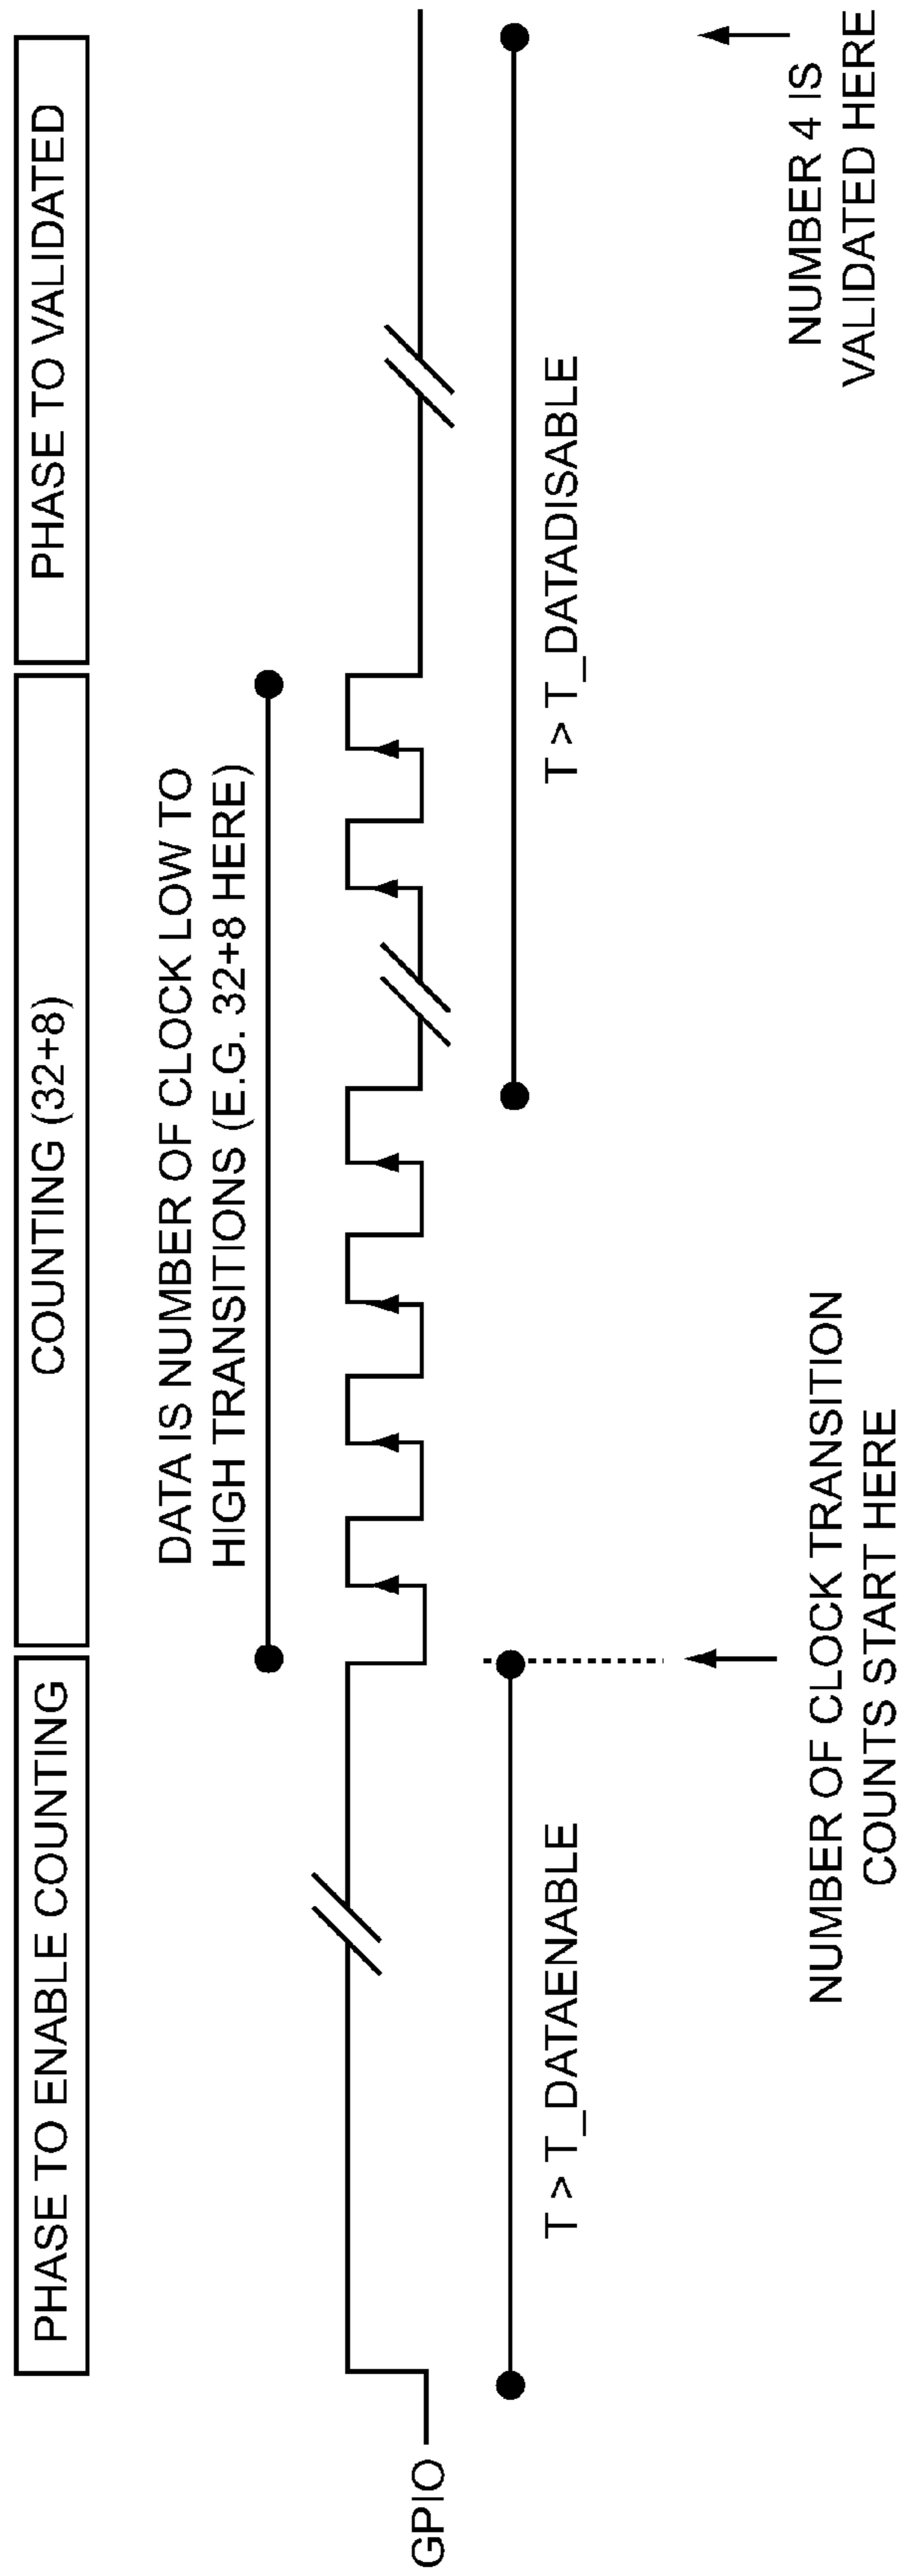 PHASE TO ENABLE COUNTING
COUNTING (32+8)
PHASE TO VALIDATED
DATA IS NUMBER OF CLOCK LOW TO
HIGH TRANSITIONS (E.G. 32+8 HERE)
GPIO
T > T_DATAENABLE
T > T_DATADISABLE
NUMBER OF CLOCK TRANSITION
COUNTS START HERE
NUMBER 4 IS
VALIDATED HERE